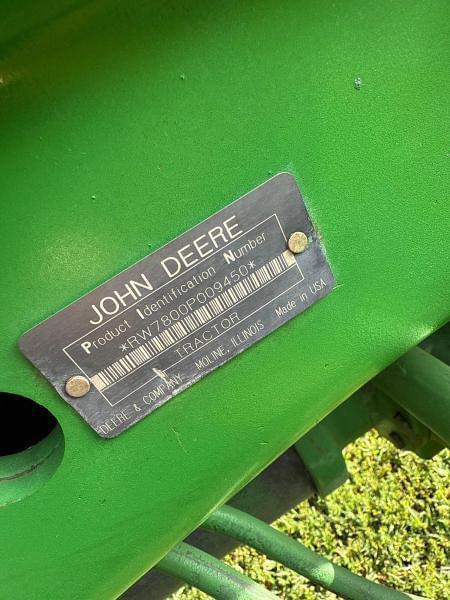 JOHN DEERE
Product Identification Number
*RW7800P009450*
TRACTOR
DEERE & COMPANY MOLINE, ILLINOIS Made in USA